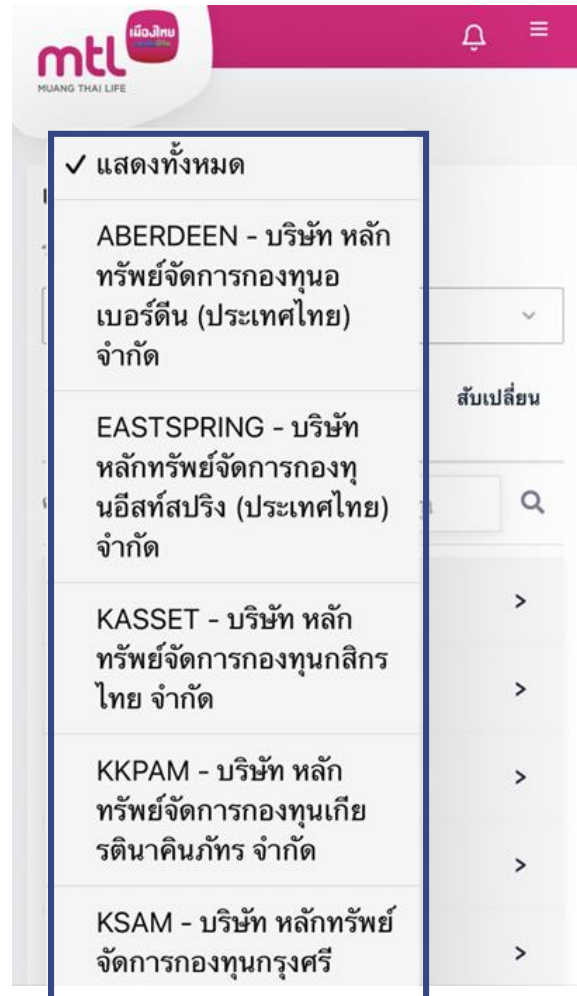 เมืองไทย
mtl
MUANG THAI LIFE
✓ แสดงทั้งหมด
ABERDEEN - บริษัท หลัก
ทรัพย์จัดการกองทุนอ
เบอร์ดีน (ประเทศไทย)
จำกัด
สับเปลี่ยน
EASTSPRING - บริษัท
หลักทรัพย์จัดการกองทุ
นอีสท์สปริง (ประเทศไทย)
จำกัด
KASSET - บริษัท หลัก
ทรัพย์จัดการกองทุนกสิกร
ไทย จำกัด
KKPAM - บริษัท หลัก
ทรัพย์จัดการกองทุนเกีย
รตินาคินภัทร จำกัด
KSAM - บริษัท หลักทรัพย์
จัดการกองทุนกรุงศรี